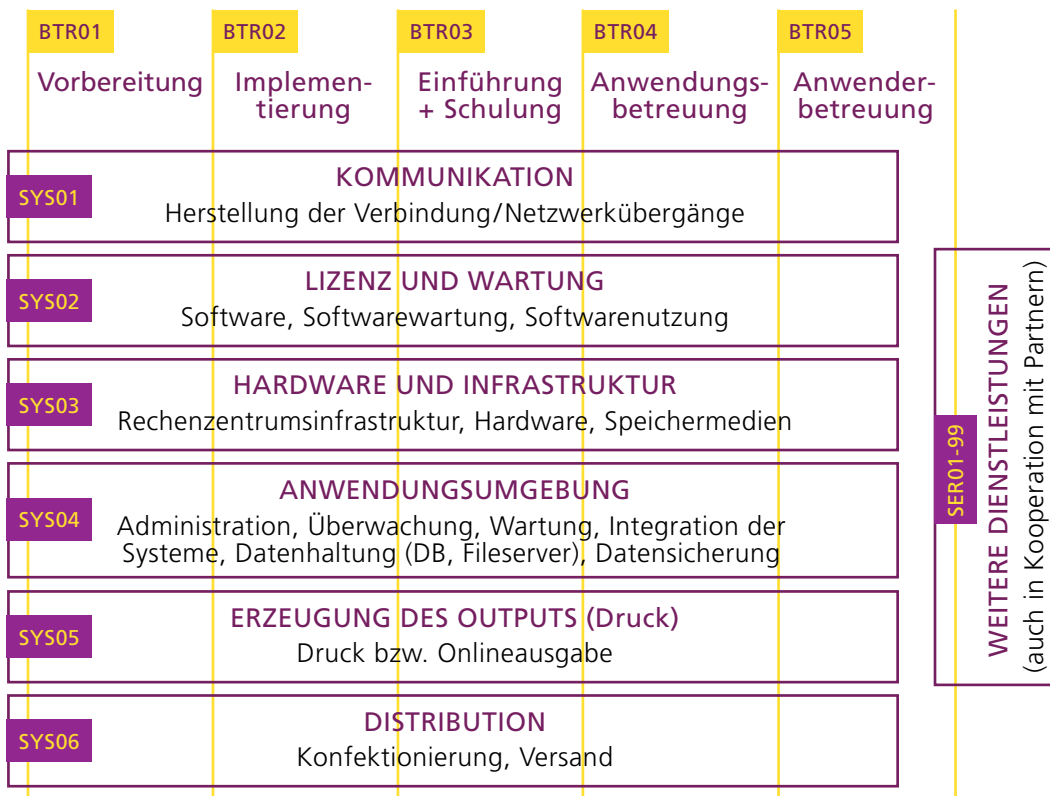 BTR01 BTR02 BTR03 BTR04 BTR05
Vorbereitung Implemen- Einführung Anwendungs- Anwender-
tierung + Schulung betreuung betreuung
KOMMUNIKATION
SYS01
Herstellung der Verbindung/Netzwerkübergänge
LIZENZ UND WARTUNG
SYS02
Software, Softwarewartung, Softwarenutzung
HARDWARE UND INFRASTRUKTUR
SYS03
Rechenzentrumsinfrastruktur, Hardware, Speichermedien
ANWENDUNGSUMGEBUNG
SYS04
Administration, Überwachung, Wartung, Integration der
Systeme, Datenhaltung (DB, Fileserver), Datensicherung
ERZEUGUNG DES OUTPUTS (Druck)
SYS05
Druck bzw. Onlineausgabe
DISTRIBUTION
SYS06
Konfektionierung, Versand
SER01-99
WEITERE DIENSTLEISTUNGEN
(auch in Kooperation mit Partnern)